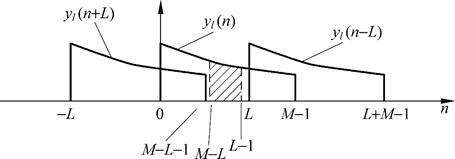 y_l(n+L) y_l(n) y_l(n−L)
−L 0 L M−1 L+M−1 n
M−L−1 M−L L−1